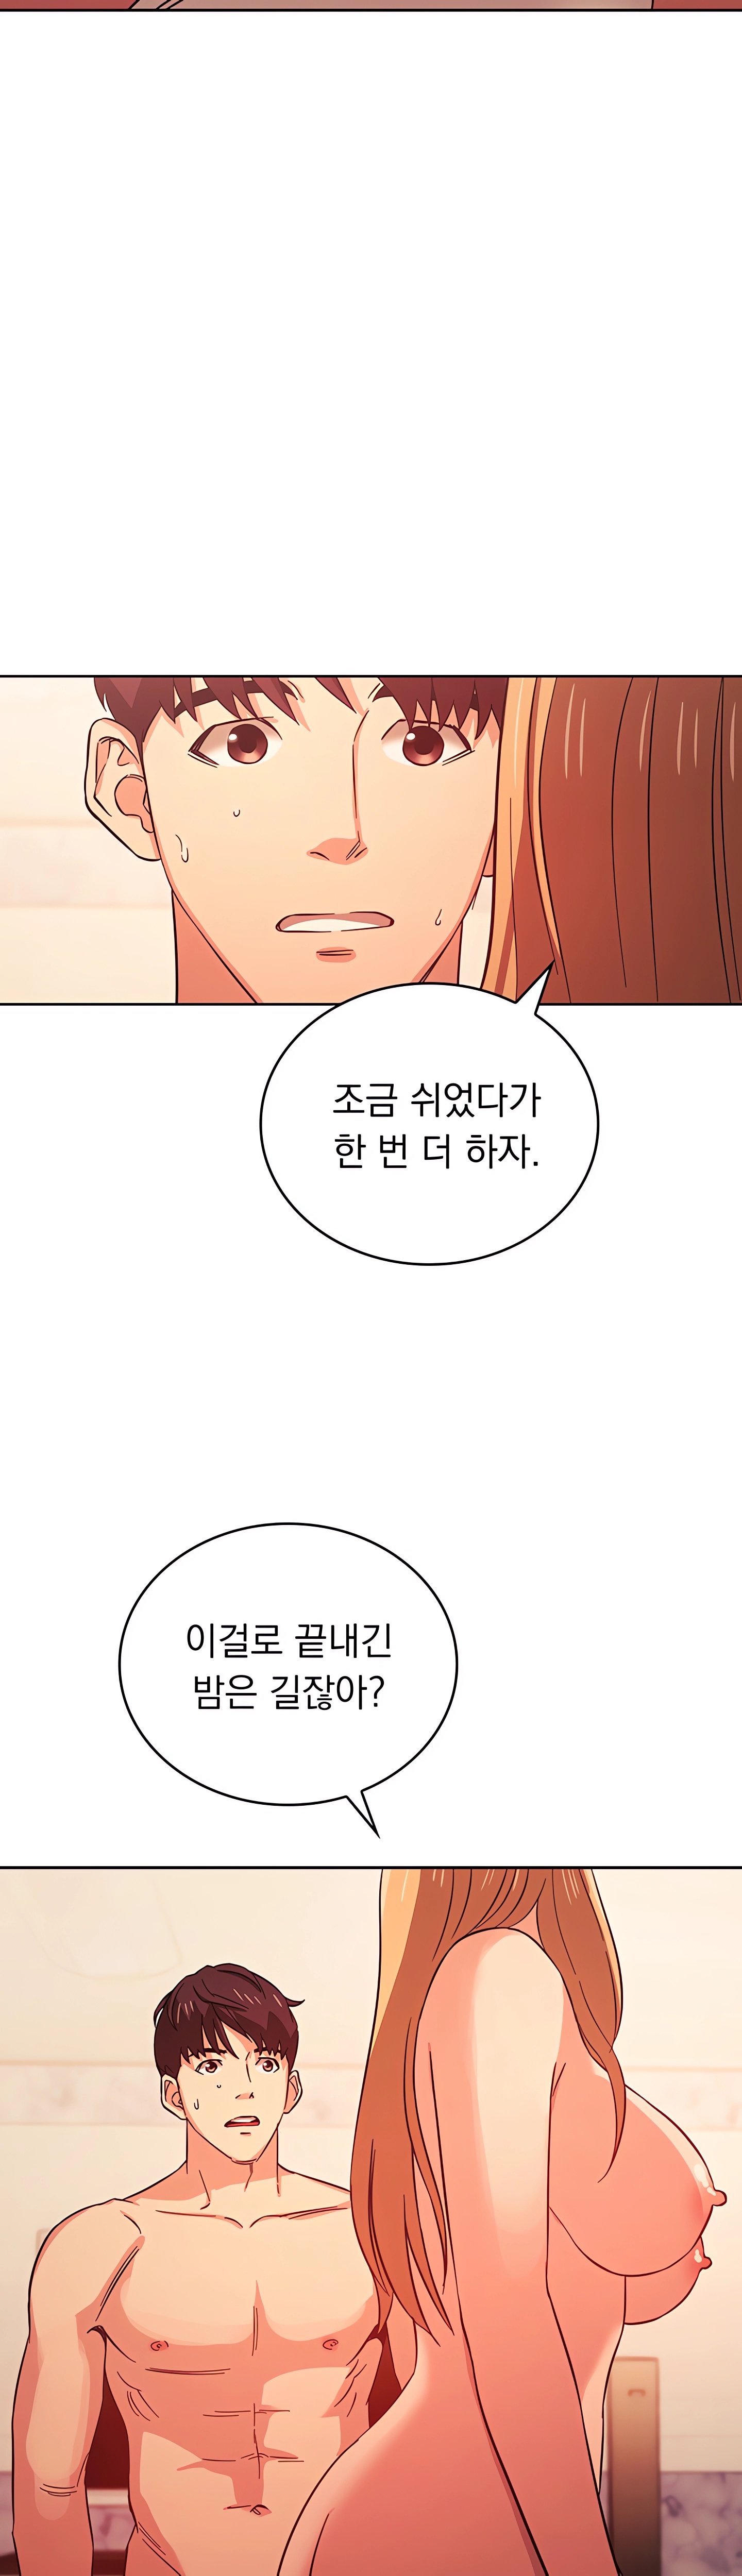 조금 쉬었다가
한 번 더 하자.
이걸로 끝내긴
밤은 길잖아?